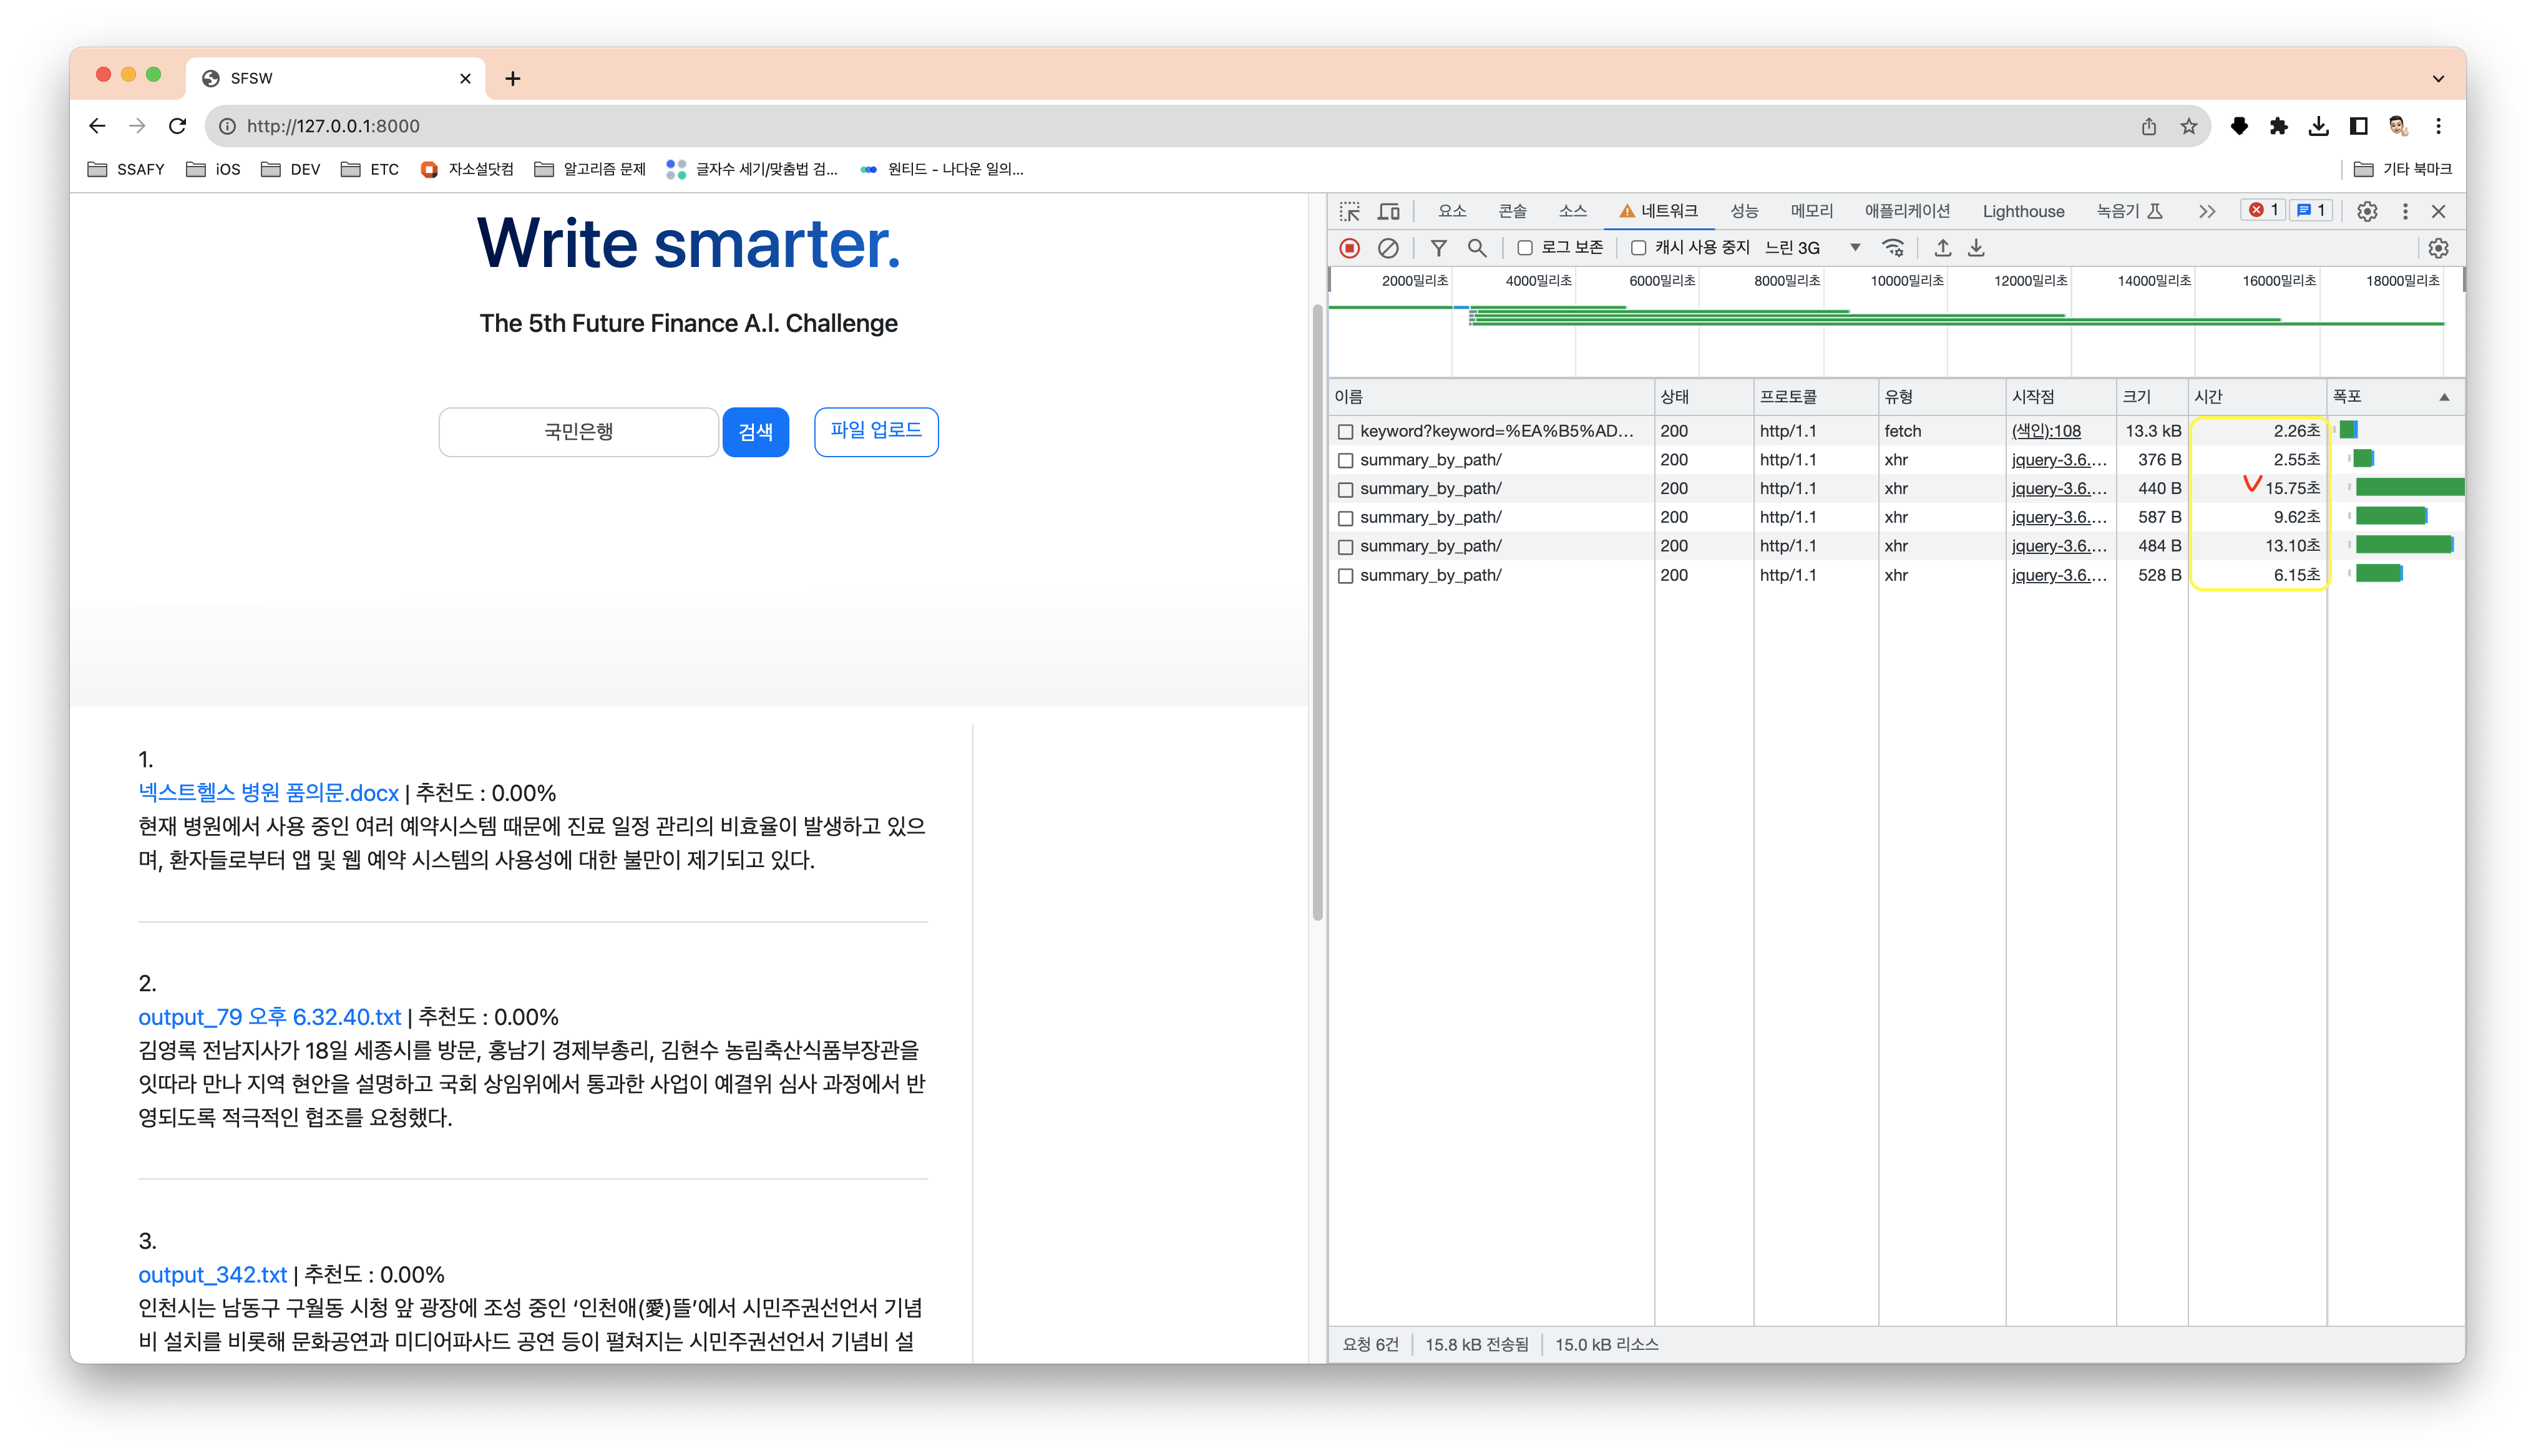 SFSW
http://127.0.0.1:8000
SSAFY iOS DEV ETC 자소설닷컴 알고리즘 문제 글자수 세기/맞춤법 검... 원티드 - 나다운 일의... 기타 북마크
Write smarter.
The 5th Future Finance A.I. Challenge
국민은행 검색 파일 업로드
1.
넥스트헬스 병원 품의문.docx | 추천도 : 0.00%
현재 병원에서 사용 중인 여러 예약시스템 때문에 진료 일정 관리의 비효율이 발생하고 있으
며, 환자들로부터 앱 및 웹 예약 시스템의 사용성에 대한 불만이 제기되고 있다.
2.
output_79 오후 6.32.40.txt | 추천도 : 0.00%
김영록 전남지사가 18일 세종시를 방문, 홍남기 경제부총리, 김현수 농림축산식품부장관을
잇따라 만나 지역 현안을 설명하고 국회 상임위에서 통과한 사업이 예결위 심사 과정에서 반
영되도록 적극적인 협조를 요청했다.
3.
output_342.txt | 추천도 : 0.00%
인천시는 남동구 구월동 시청 앞 광장에 조성 중인 ‘인천애(愛)뜰’에서 시민주권선언서 기념
비 설치를 비롯해 문화공연과 미디어파사드 공연 등이 펼쳐지는 시민주권선언서 기념비 설
요소 콘솔 소스 네트워크 성능 메모리 애플리케이션 Lighthouse 녹음기 1 1
로그 보존 캐시 사용 중지 느린 3G
2000밀리초 4000밀리초 6000밀리초 8000밀리초 10000밀리초 12000밀리초 14000밀리초 16000밀리초 18000밀리초
이름 상태 프로토콜 유형 시작점 크기 시간 폭포
keyword?keyword=%EA%B5%AD... 200 http/1.1 fetch (색인):108 13.3 kB 2.26초
summary_by_path/ 200 http/1.1 xhr jquery-3.6.... 376 B 2.55초
summary_by_path/ 200 http/1.1 xhr jquery-3.6.... 440 B 15.75초
summary_by_path/ 200 http/1.1 xhr jquery-3.6.... 587 B 9.62초
summary_by_path/ 200 http/1.1 xhr jquery-3.6.... 484 B 13.10초
summary_by_path/ 200 http/1.1 xhr jquery-3.6.... 528 B 6.15초
요청 6건 15.8 kB 전송됨 15.0 kB 리소스